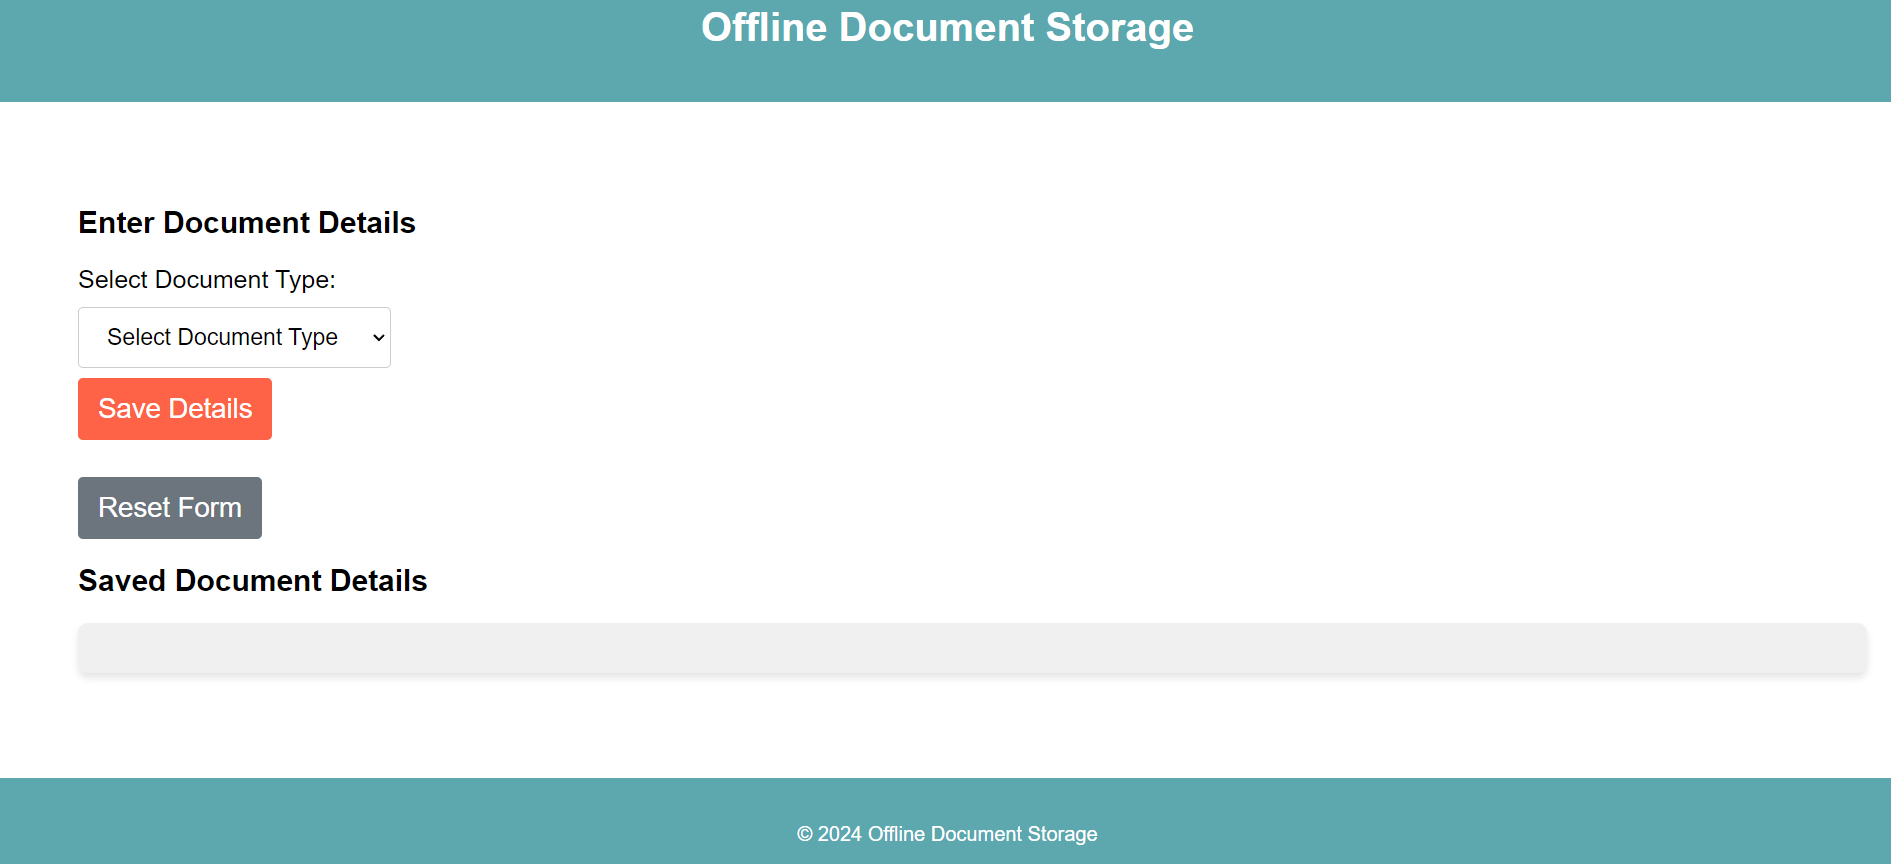 Offline Document Storage
Enter Document Details
Select Document Type:
Select Document Type
Save Details
Reset Form
Saved Document Details
© 2024 Offline Document Storage